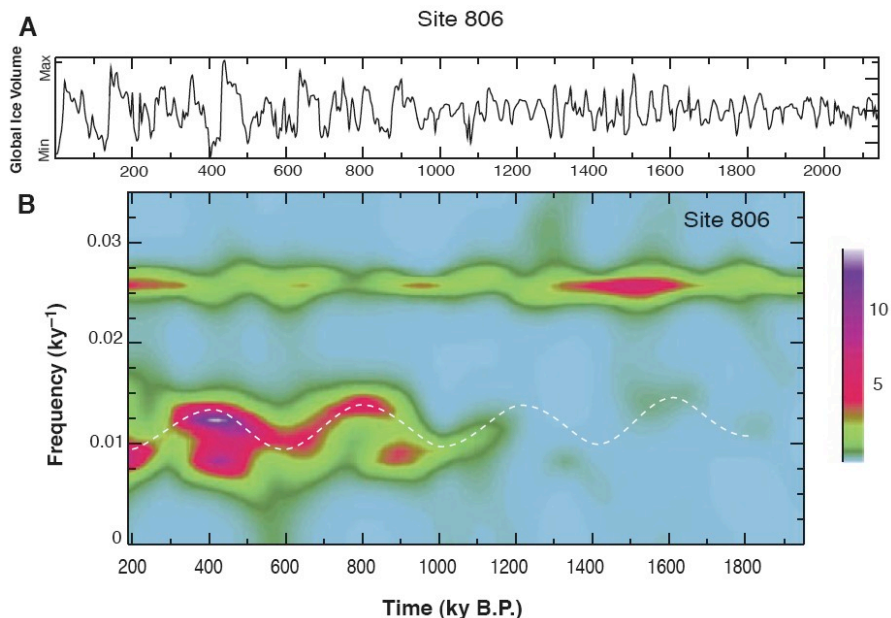 Site 806
A
Global Ice Volume
Max
Min
200 400 600 800 1000 1200 1400 1600 1800 2000
B
Site 806
Frequency (ky⁻¹)
0.03
0.02
0.01
0
10
5
200 400 600 800 1000 1200 1400 1600 1800
Time (ky B.P.)